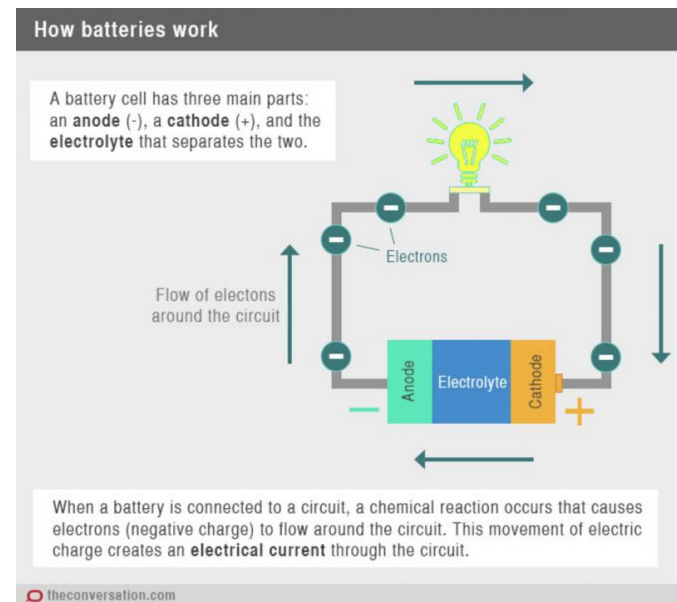 How batteries work
A battery cell has three main parts:
an anode (-), a cathode (+), and the
electrolyte that separates the two.
Electrons
Flow of electons
around the circuit
Anode
Electrolyte
Cathode
−
+
When a battery is connected to a circuit, a chemical reaction occurs that causes
electrons (negative charge) to flow around the circuit. This movement of electric
charge creates an electrical current through the circuit.
theconversation.com